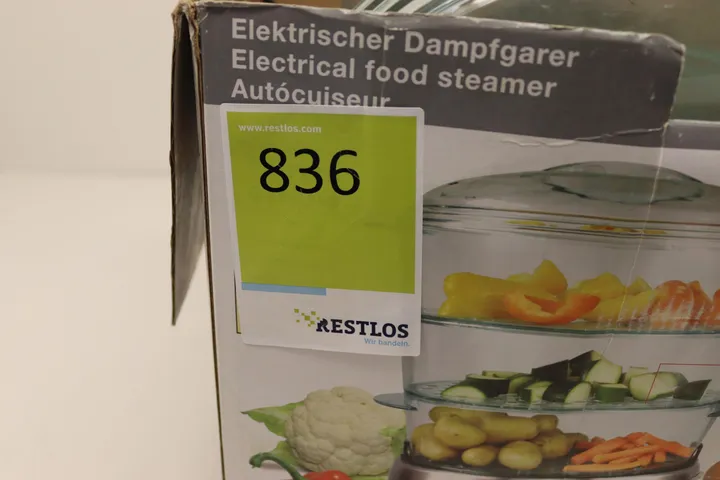 Elektrischer Dampfgarer
Electrical food steamer
Autócuiseur
www.restlos.com
836
RESTLOS
Wir handeln.